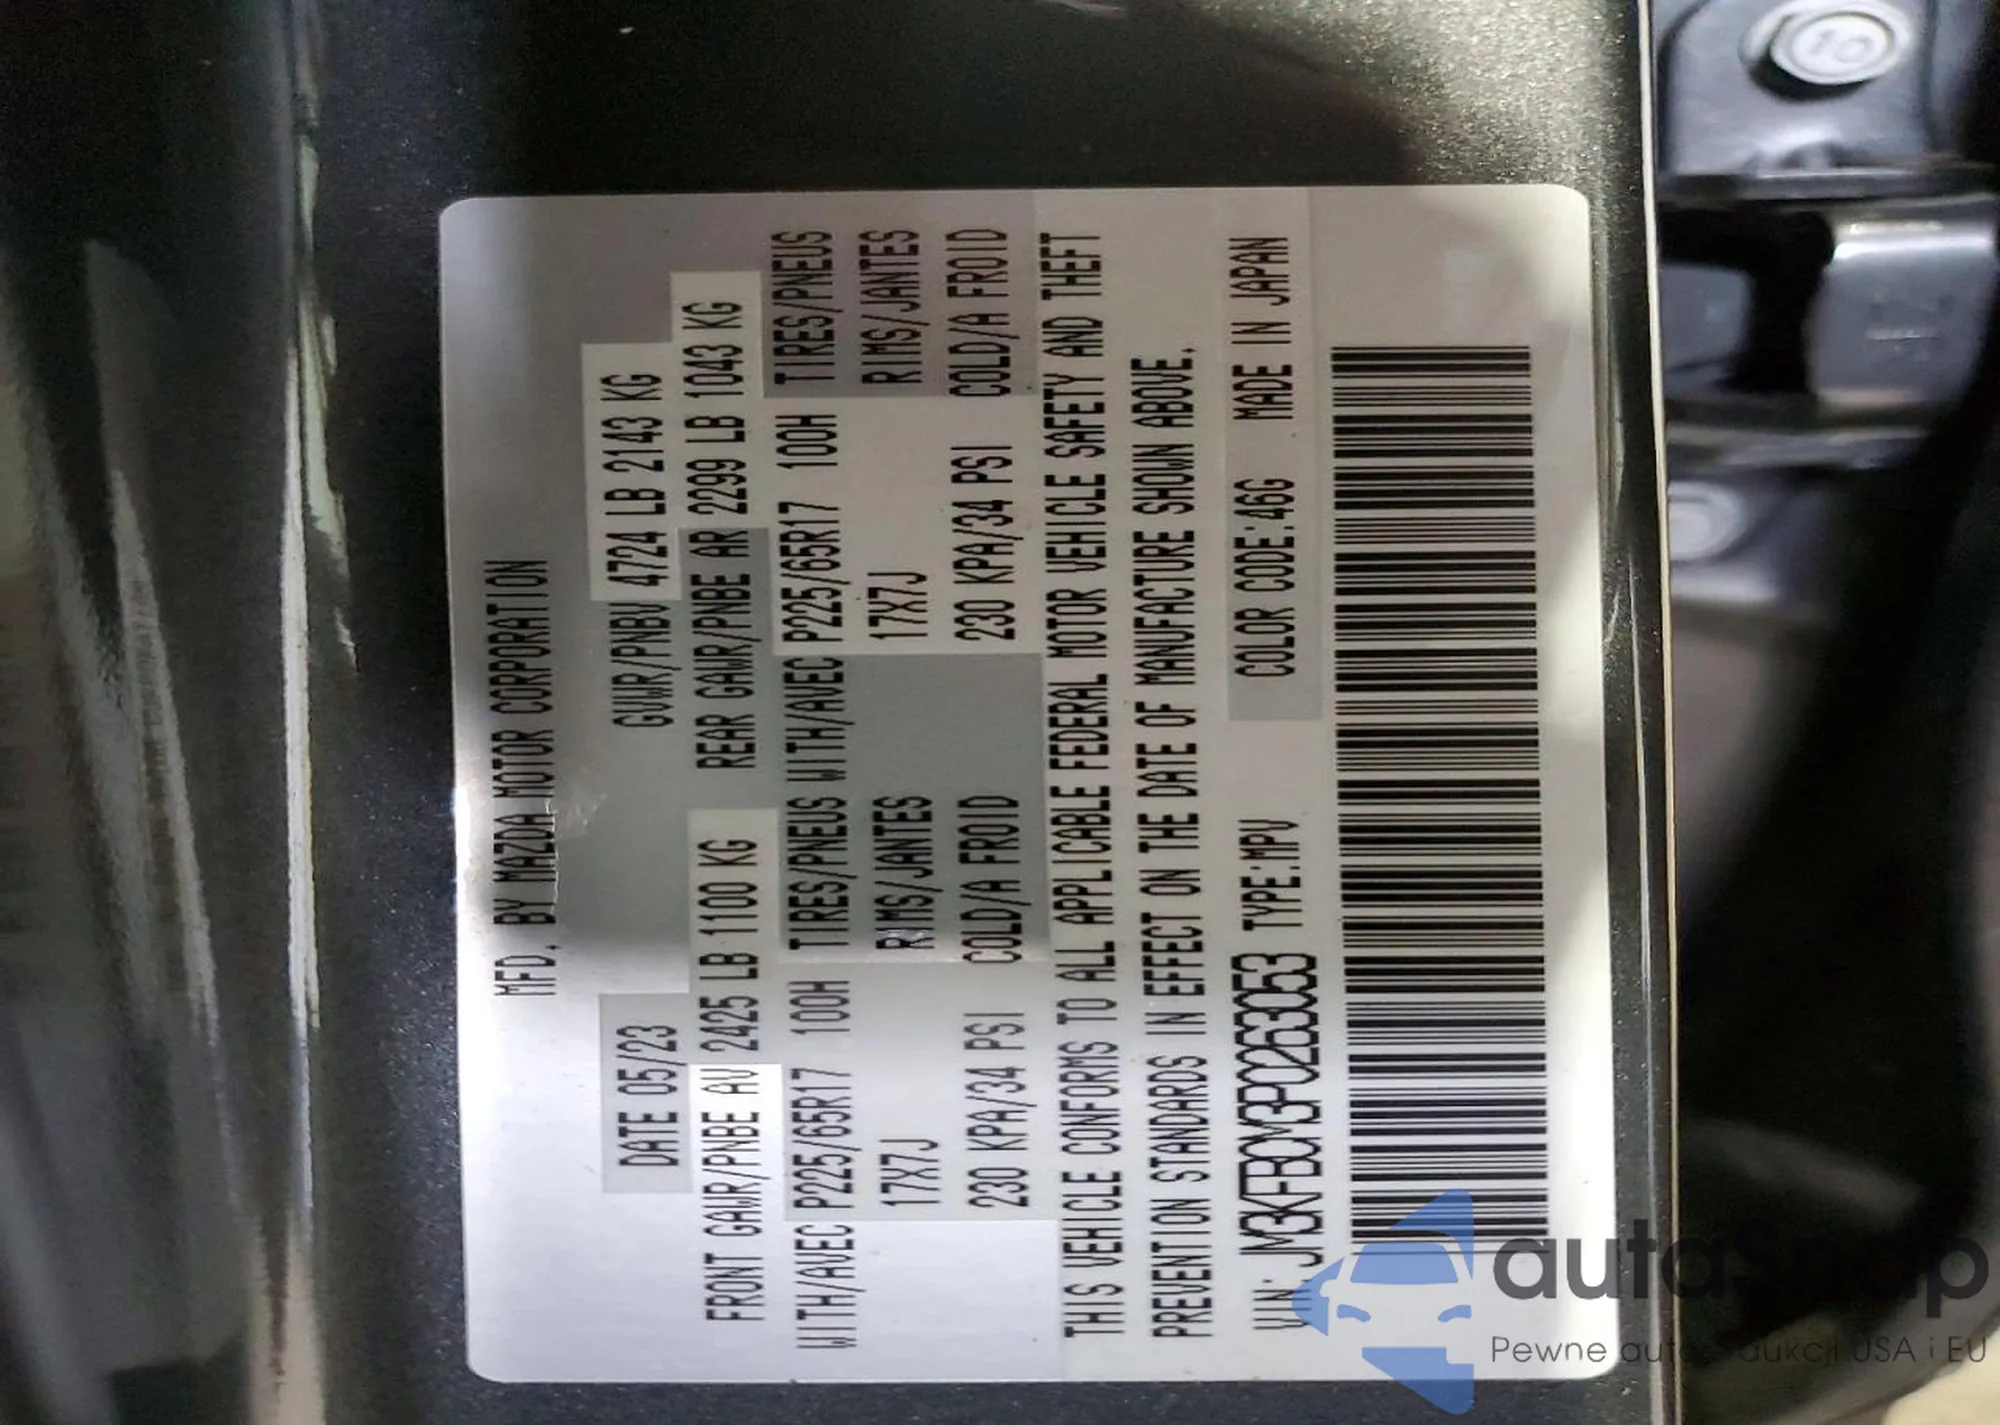 MFD. BY MAZDA MOTOR CORPORATION
DATE 05/23 GVWR/PNBV 4724 LB 2143 KG
FRONT GAWR/PNBE AV 2425 LB 1100 KG REAR GAWR/PNBE AR 2299 LB 1043 KG
WITH/AVEC P225/65R17 100H TIRES/PNEUS WITH/AVEC P225/65R17 100H TIRES/PNEUS
17X7J RIMS/JANTES 17X7J RIMS/JANTES
230 KPA/34 PSI COLD/A FROID 230 KPA/34 PSI COLD/A FROID
THIS VEHICLE CONFORMS TO ALL APPLICABLE FEDERAL MOTOR VEHICLE SAFETY AND THEFT
PREVENTION STANDARDS IN EFFECT ON THE DATE OF MANUFACTURE SHOWN ABOVE.
VIN: JM3KFBCM3P0263053 TYPE:MPV COLOR CODE:46G MADE IN JAPAN
10
autaSnap
Pewne auta z aukcji USA i EU